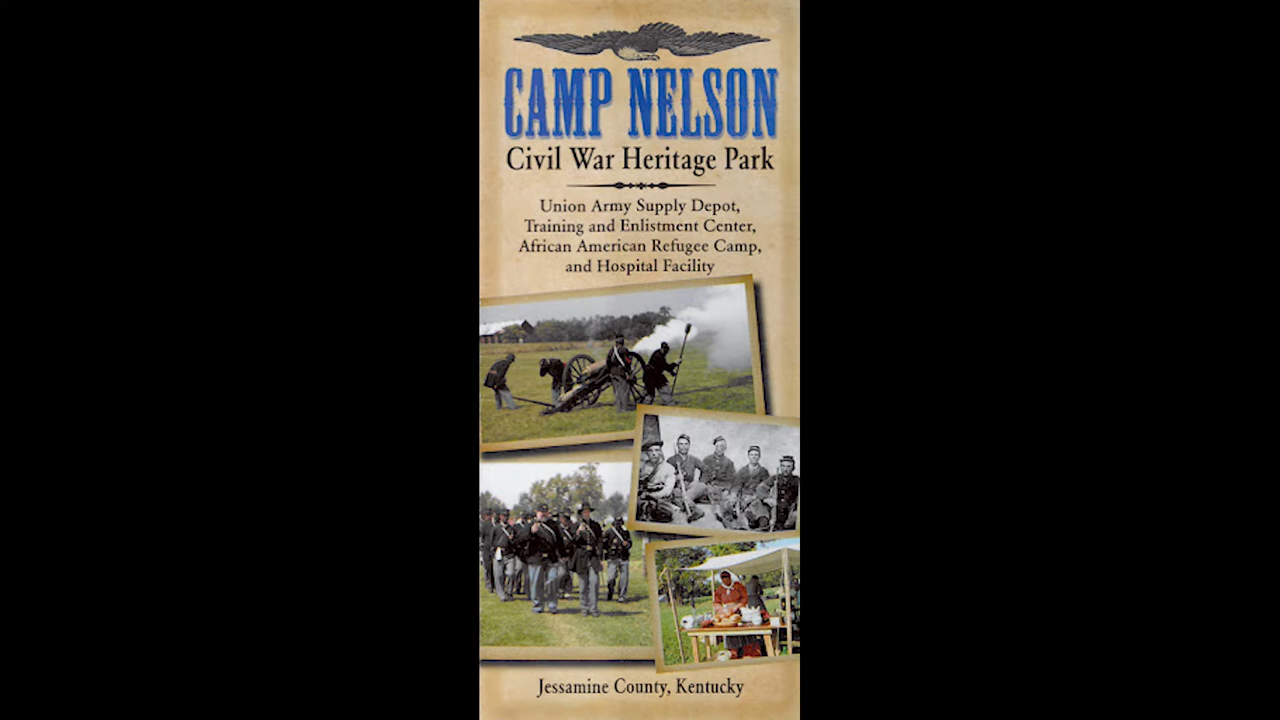 CAMP NELSON
Civil War Heritage Park
Union Army Supply Depot,
Training and Enlistment Center,
African American Refugee Camp,
and Hospital Facility
Jessamine County, Kentucky